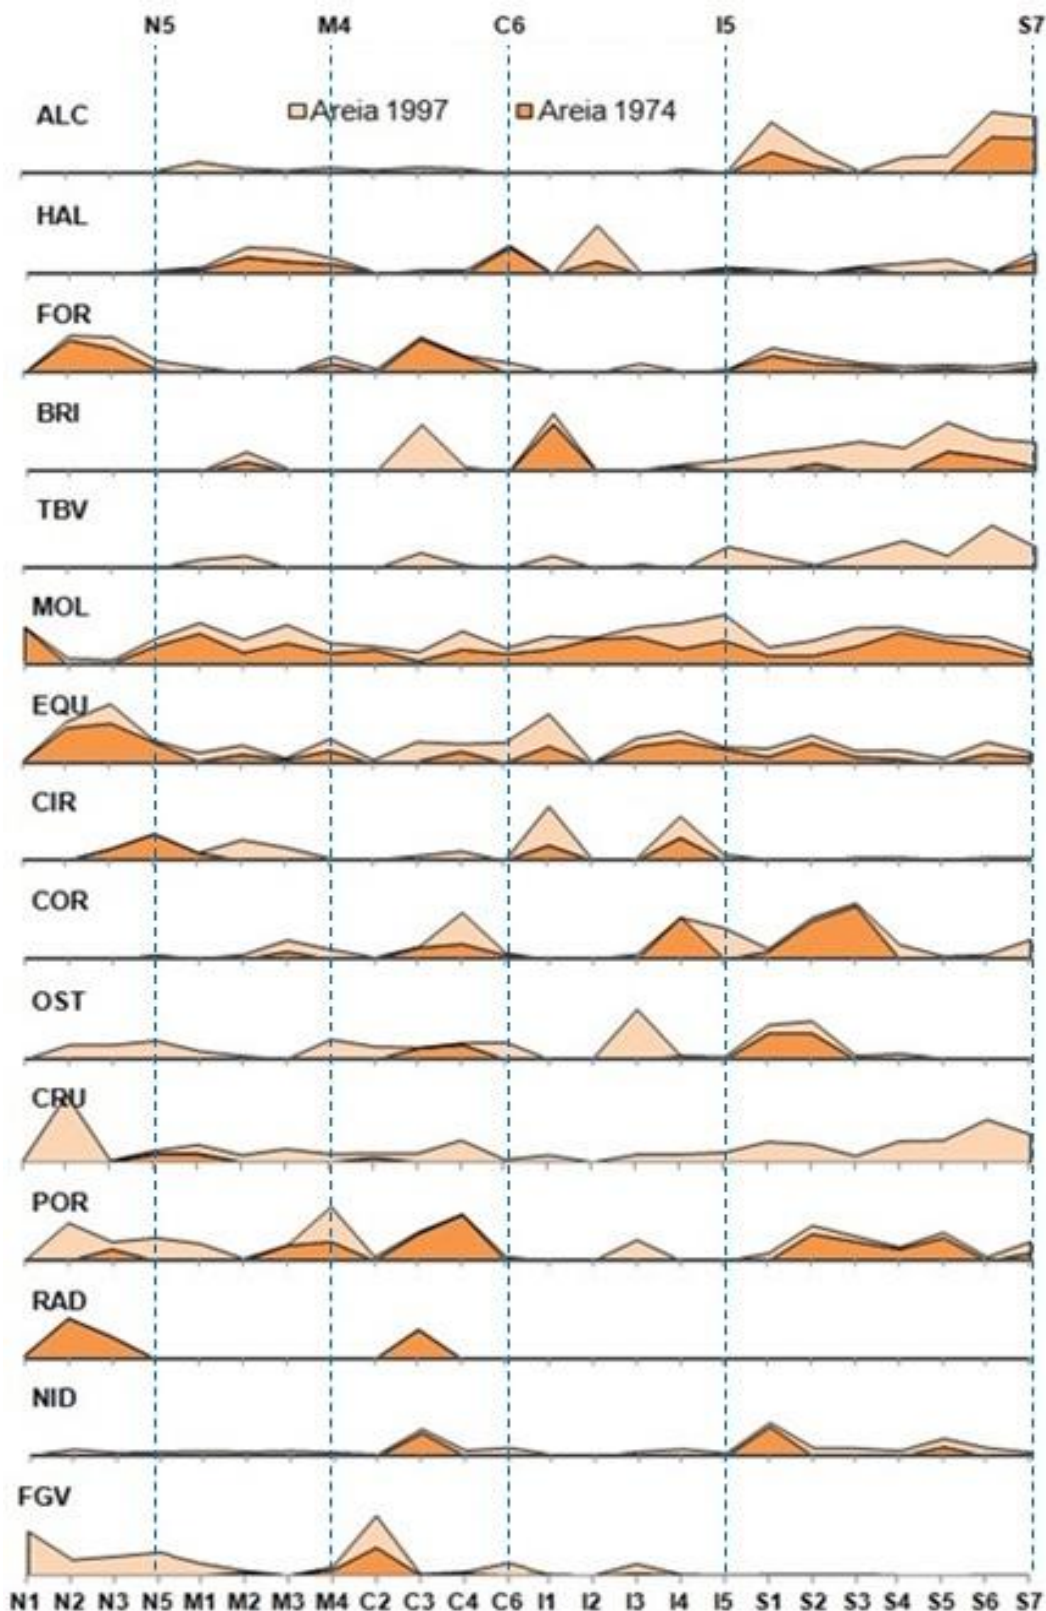 N5 M4 C6 I5 S7
ALC Areia 1997 Areia 1974
HAL
FOR
BRI
TBV
MOL
EQU
CIR
COR
OST
CRU
POR
RAD
NID
FGV
N1 N2 N3 N5 M1 M2 M3 M4 C2 C3 C4 C6 I1 I2 I3 I4 S1 S2 S3 S4 S5 S6 S7